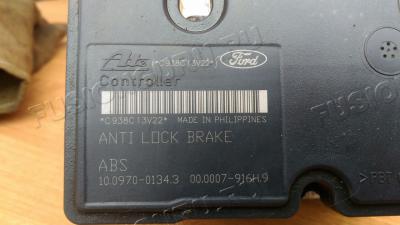 Ate (*C938C13V22*) Ford
Controller
*C938C13V22* MADE IN PHILIPPINES
ANTI LOCK BRAKE
ABS
10.0970-0134.3 00.0007-916H.9
>PBT